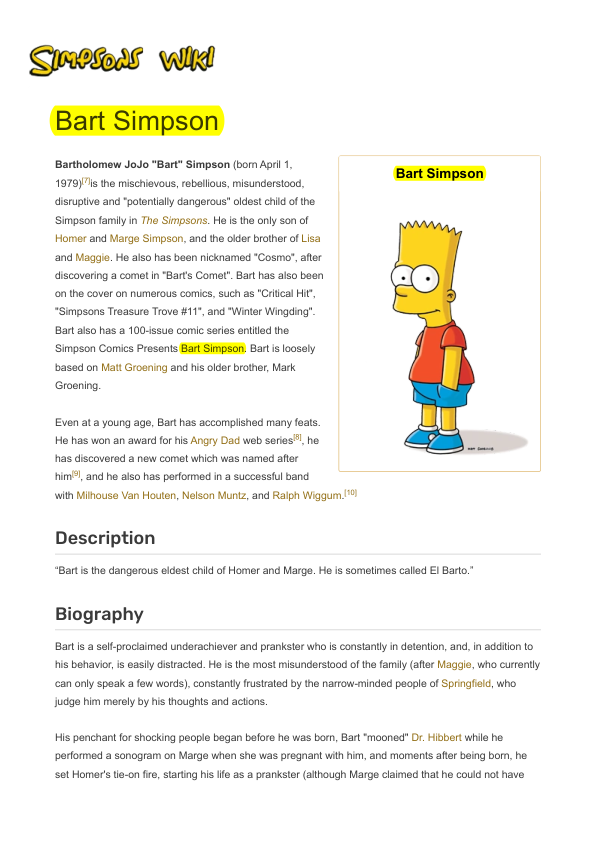 SIMPSONS WIKI
Bart Simpson
Bartholomew JoJo "Bart" Simpson (born April 1,
1979)[7]is the mischievous, rebellious, misunderstood,
disruptive and "potentially dangerous" oldest child of the
Simpson family in The Simpsons. He is the only son of
Homer and Marge Simpson, and the older brother of Lisa
and Maggie. He also has been nicknamed "Cosmo", after
discovering a comet in "Bart's Comet". Bart has also been
on the cover on numerous comics, such as "Critical Hit",
"Simpsons Treasure Trove #11", and "Winter Wingding".
Bart also has a 100-issue comic series entitled the
Simpson Comics Presents Bart Simpson. Bart is loosely
based on Matt Groening and his older brother, Mark
Groening.
Bart Simpson
MATT GROENING
Even at a young age, Bart has accomplished many feats.
He has won an award for his Angry Dad web series[8], he
has discovered a new comet which was named after
him[9], and he also has performed in a successful band
with Milhouse Van Houten, Nelson Muntz, and Ralph Wiggum.[10]
Description
“Bart is the dangerous eldest child of Homer and Marge. He is sometimes called El Barto.”
Biography
Bart is a self-proclaimed underachiever and prankster who is constantly in detention, and, in addition to
his behavior, is easily distracted. He is the most misunderstood of the family (after Maggie, who currently
can only speak a few words), constantly frustrated by the narrow-minded people of Springfield, who
judge him merely by his thoughts and actions.
His penchant for shocking people began before he was born, Bart "mooned" Dr. Hibbert while he
performed a sonogram on Marge when she was pregnant with him, and moments after being born, he
set Homer's tie-on fire, starting his life as a prankster (although Marge claimed that he could not have